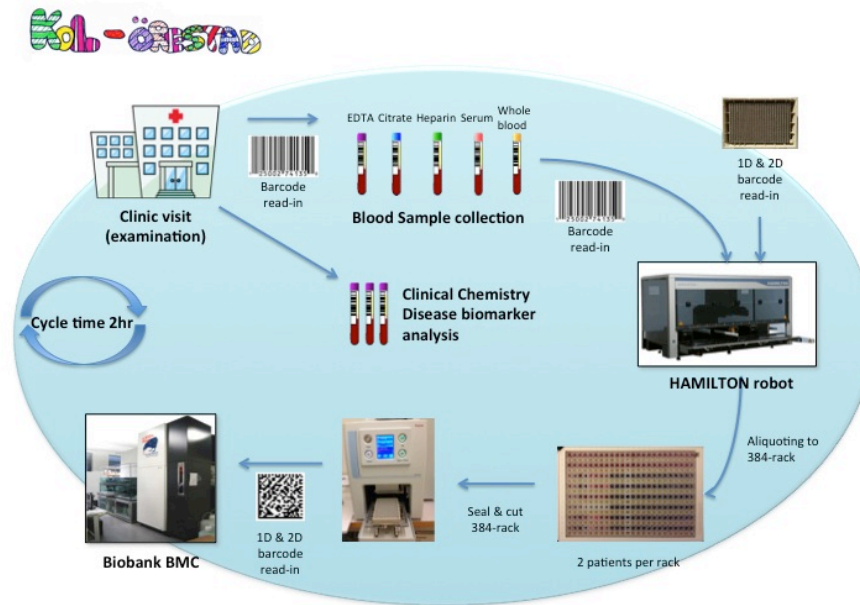 KOL-ÖRESTAD
EDTA Citrate Heparin Serum Whole
blood
Barcode
read-in
1D & 2D
barcode
read-in
Clinic visit
(examination)
Blood Sample collection
Barcode
read-in
Clinical Chemistry
Disease biomarker
analysis
Cycle time 2hr
HAMILTON robot
Aliquoting to
384-rack
Seal & cut
384-rack
2 patients per rack
1D & 2D
barcode
read-in
Biobank BMC